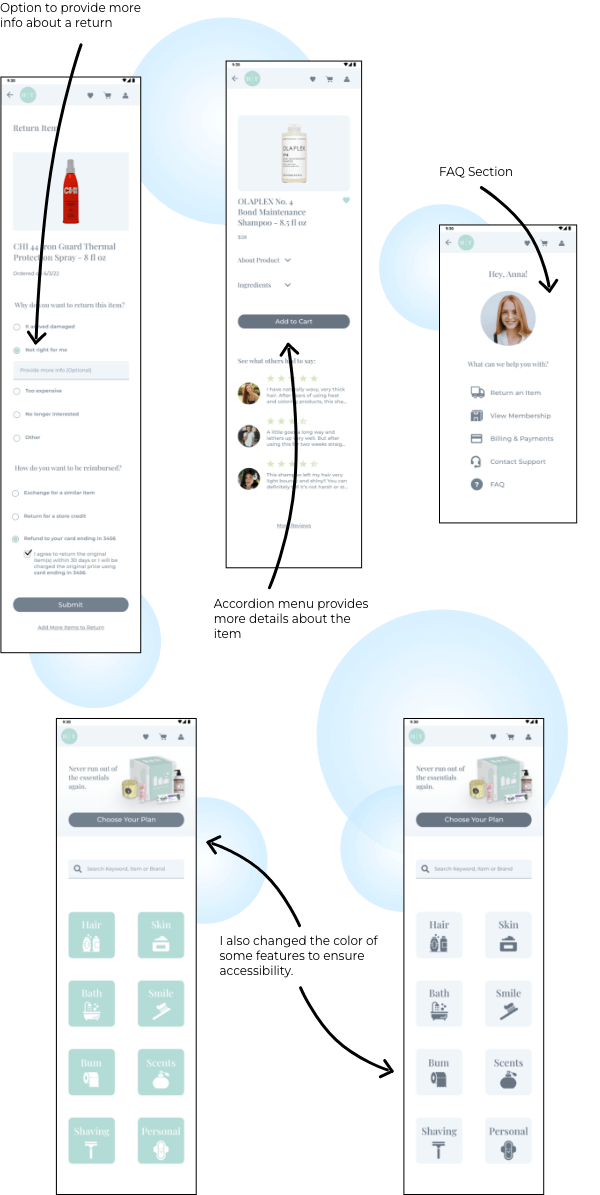 Option to provide more
info about a return
9:30
Return Item
CHI 44 Iron Guard Thermal
Protection Spray – 8 fl oz
Ordered on 6/3/22
Why do you want to return this item?
It arrived damaged
Not right for me
Provide more info (Optional)
Too expensive
No longer interested
Other
How do you want to be reimbursed?
Exchange for a similar item
Return for a store credit
Refund to your card ending in 3456
I agree to return the original
item(s) within 30 days or I will be
charged the original price using
card ending in 3456.
Submit
Add More Items to Return
9:30
OLAPLEX
OLAPLEX No. 4
Bond Maintenance
Shampoo – 8.5 fl oz
$28
About Product
Ingredients
Add to Cart
See what others had to say:
I have naturally wavy, very thick
hair. After years of using heat
and coloring products, this sha...
A little goes a long way and
lathers up very well. But after
using this for two weeks straig...
This shampoo left my hair very
light bouncy and shiny!! You can
definitely tell it's not harsh or st...
More Reviews
Accordion menu provides
more details about the
item
FAQ Section
9:30
Hey, Anna!
What can we help you with?
Return an Item
View Membership
Billing & Payments
Contact Support
FAQ
9:30
Never run out of
the essentials
again.
Choose Your Plan
Search Keyword, Item or Brand
Hair
Skin
Bath
Smile
Bum
Scents
Shaving
Personal
I also changed the color of
some features to ensure
accessibility.
9:30
Never run out of
the essentials
again.
Choose Your Plan
Search Keyword, Item or Brand
Hair
Skin
Bath
Smile
Bum
Scents
Shaving
Personal